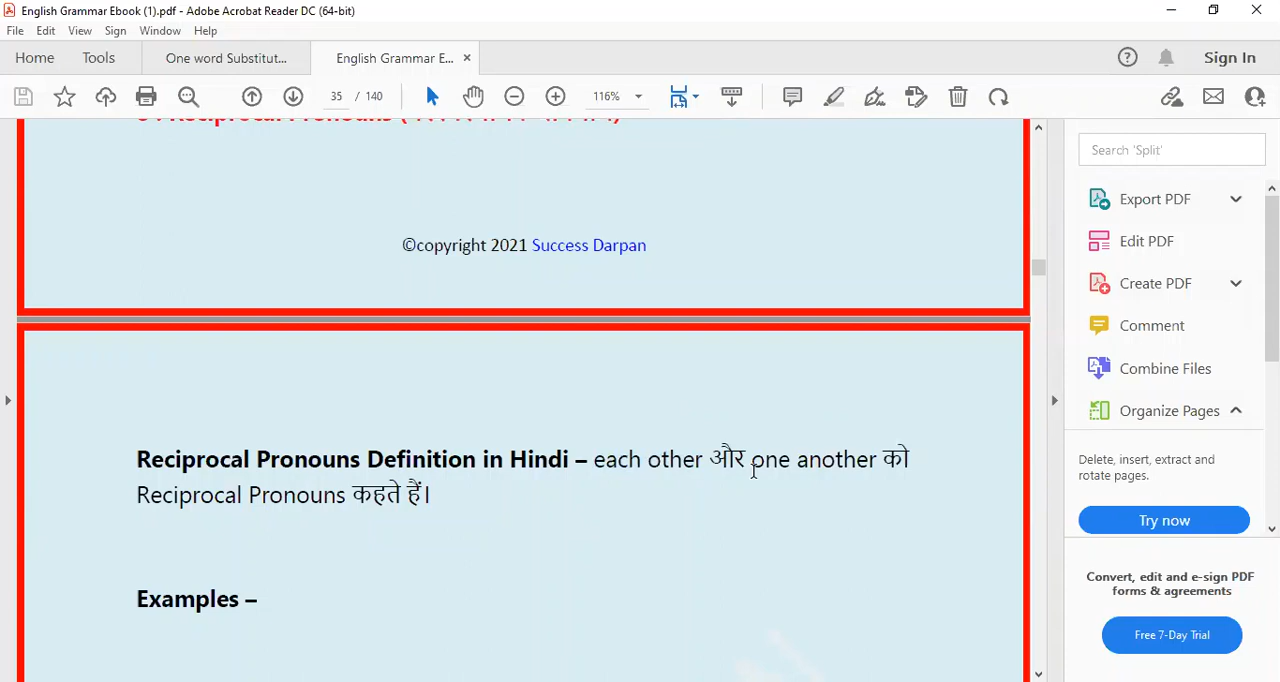 English Grammar Ebook (1).pdf - Adobe Acrobat Reader DC (64-bit)
File Edit View Sign Window Help
Home Tools One word Substitut... English Grammar E... × Sign In
35 / 140 116%
Reciprocal Pronouns
Search 'Split'
©copyright 2021 Success Darpan
Export PDF
Edit PDF
Create PDF
Comment
Combine Files
Organize Pages
Reciprocal Pronouns Definition in Hindi – each other और one another को
Reciprocal Pronouns कहते हैं।
Examples –
Delete, insert, extract and
rotate pages.
Try now
Convert, edit and e-sign PDF
forms & agreements
Free 7-Day Trial